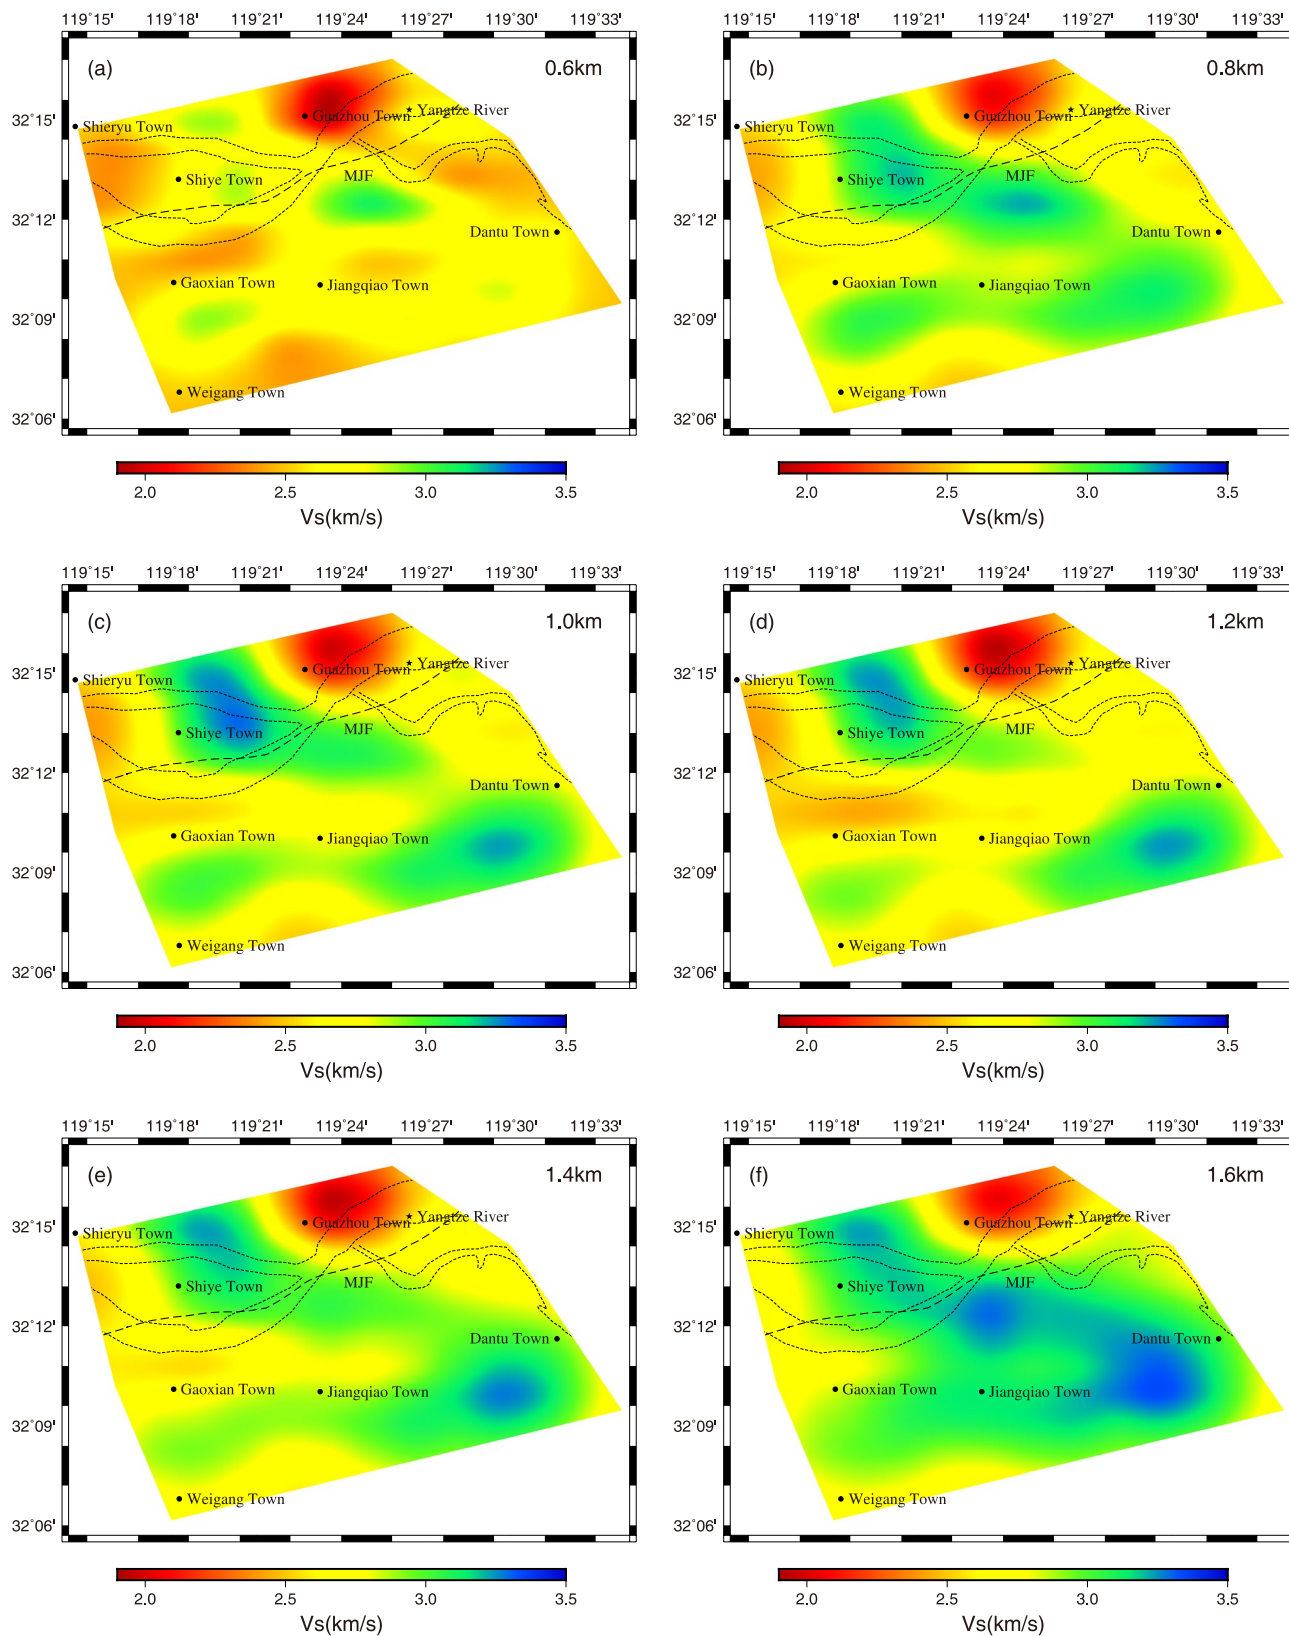 119°15' 119°18' 119°21' 119°24' 119°27' 119°30' 119°33'
(a) 0.6km
32°15'
32°12'
32°09'
32°06'
Shieryu Town
Guazhou Town
Yangtze River
Shiye Town
MJF
Dantu Town
Gaoxian Town
Jiangqiao Town
Weigang Town
2.0 2.5 3.0 3.5
Vs(km/s)
119°15' 119°18' 119°21' 119°24' 119°27' 119°30' 119°33'
(b) 0.8km
32°15'
32°12'
32°09'
32°06'
Shieryu Town
Guazhou Town
Yangtze River
Shiye Town
MJF
Dantu Town
Gaoxian Town
Jiangqiao Town
Weigang Town
2.0 2.5 3.0 3.5
Vs(km/s)
119°15' 119°18' 119°21' 119°24' 119°27' 119°30' 119°33'
(c) 1.0km
32°15'
32°12'
32°09'
32°06'
Shieryu Town
Guazhou Town
Yangtze River
Shiye Town
MJF
Dantu Town
Gaoxian Town
Jiangqiao Town
Weigang Town
2.0 2.5 3.0 3.5
Vs(km/s)
119°15' 119°18' 119°21' 119°24' 119°27' 119°30' 119°33'
(d) 1.2km
32°15'
32°12'
32°09'
32°06'
Shieryu Town
Guazhou Town
Yangtze River
Shiye Town
MJF
Dantu Town
Gaoxian Town
Jiangqiao Town
Weigang Town
2.0 2.5 3.0 3.5
Vs(km/s)
119°15' 119°18' 119°21' 119°24' 119°27' 119°30' 119°33'
(e) 1.4km
32°15'
32°12'
32°09'
32°06'
Shieryu Town
Guazhou Town
Yangtze River
Shiye Town
MJF
Dantu Town
Gaoxian Town
Jiangqiao Town
Weigang Town
2.0 2.5 3.0 3.5
Vs(km/s)
119°15' 119°18' 119°21' 119°24' 119°27' 119°30' 119°33'
(f) 1.6km
32°15'
32°12'
32°09'
32°06'
Shieryu Town
Guazhou Town
Yangtze River
Shiye Town
MJF
Dantu Town
Gaoxian Town
Jiangqiao Town
Weigang Town
2.0 2.5 3.0 3.5
Vs(km/s)